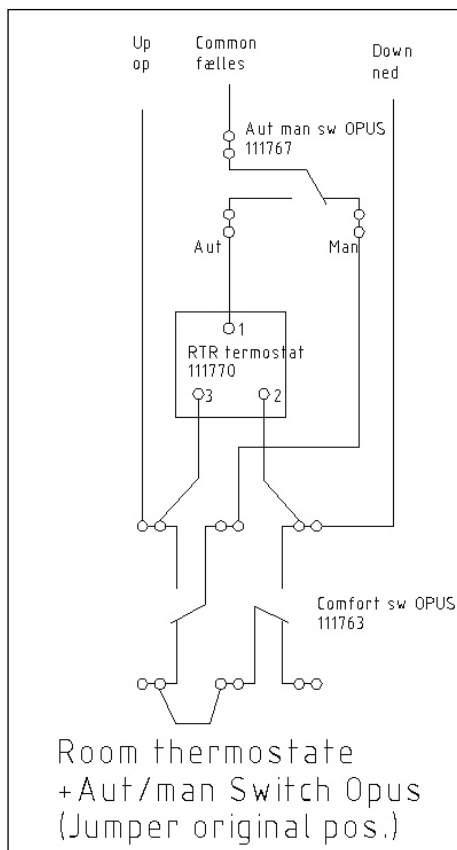 Up
op
Common
fælles
Down
ned
Aut man sw OPUS
111767
Aut
Man
1
RTR termostat
111770
3
2
Comfort sw OPUS
111763
Room thermostate
+Aut/man Switch Opus
(Jumper original pos.)